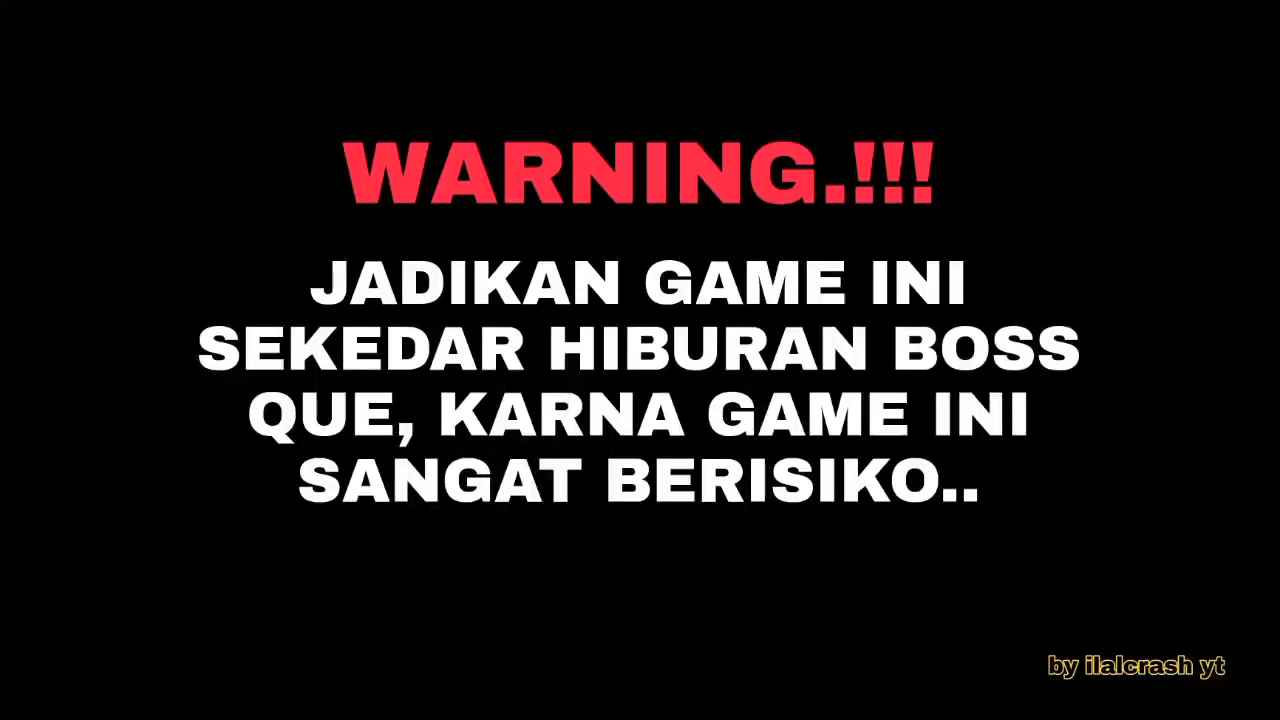 WARNING.!!!
JADIKAN GAME INI
SEKEDAR HIBURAN BOSS
QUE, KARNA GAME INI
SANGAT BERISIKO..
by ilalcrash yt